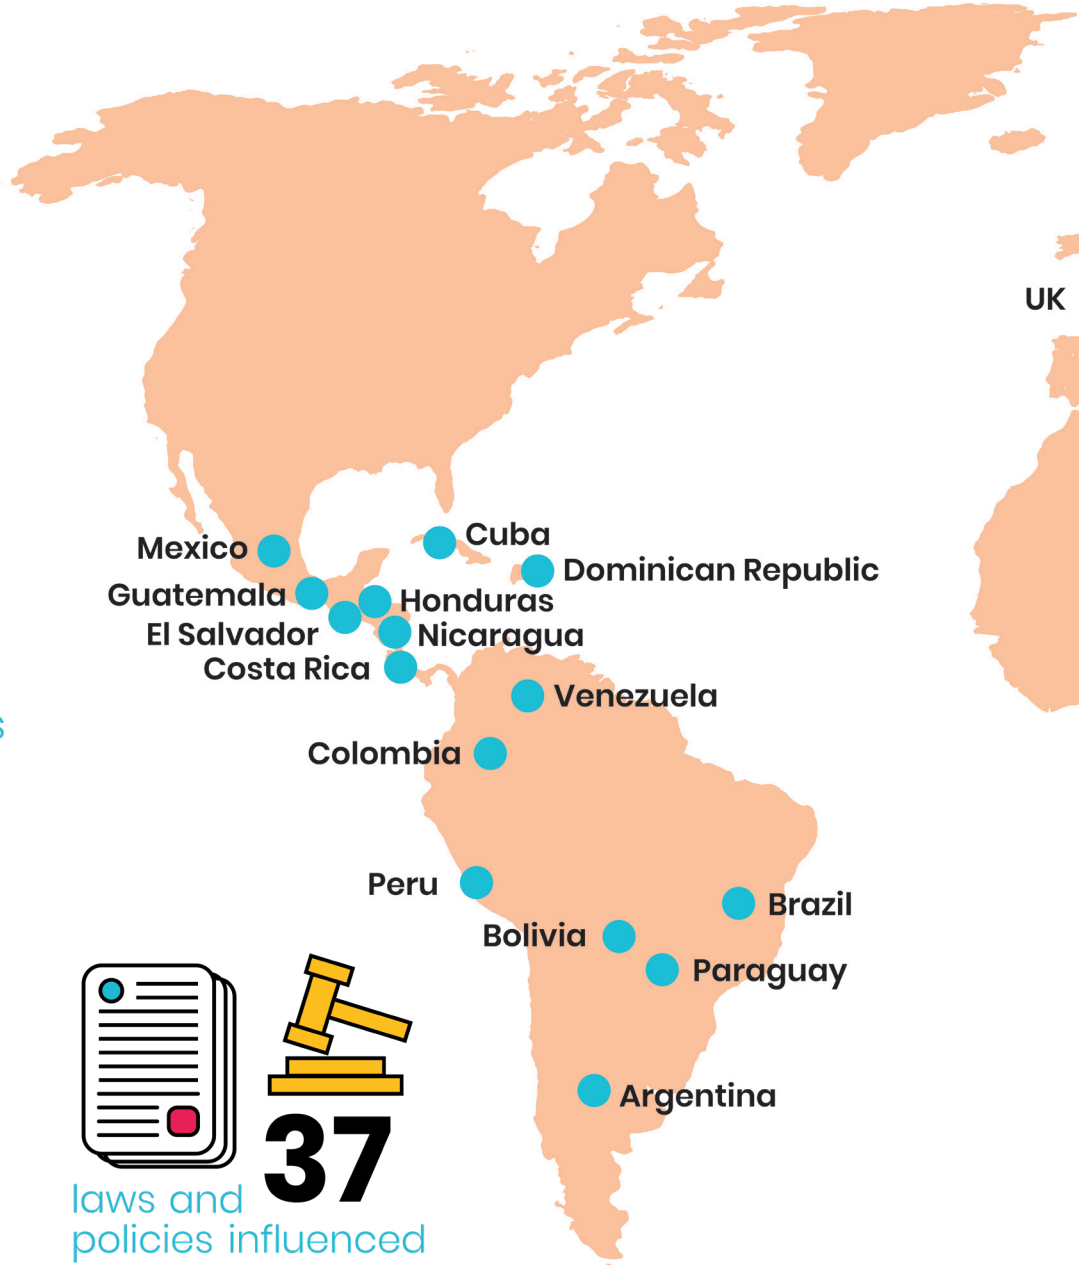 UK
Cuba
Mexico
Dominican Republic
Guatemala
Honduras
El Salvador
Nicaragua
Costa Rica
Venezuela
s
Colombia
Peru
Brazil
Bolivia
Paraguay
Argentina
37
laws and
policies influenced